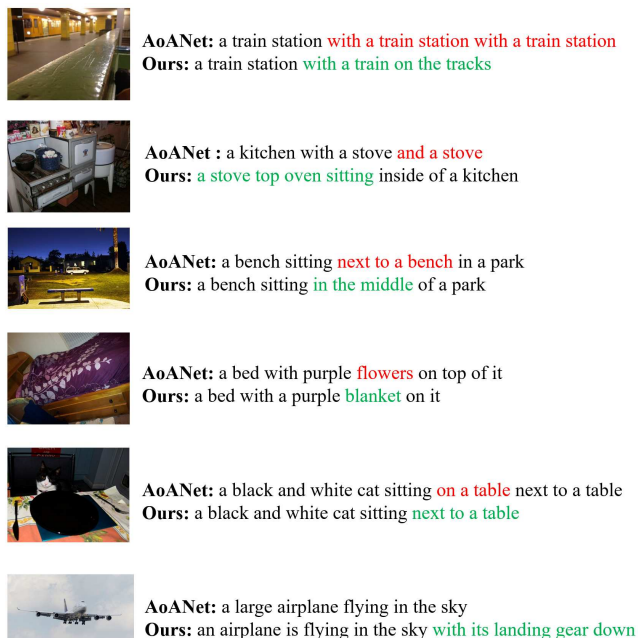 AoANet: a train station with a train station with a train station
Ours: a train station with a train on the tracks
AoANet : a kitchen with a stove and a stove
Ours: a stove top oven sitting inside of a kitchen
AoANet: a bench sitting next to a bench in a park
Ours: a bench sitting in the middle of a park
AoANet: a bed with purple flowers on top of it
Ours: a bed with a purple blanket on it
AoANet: a black and white cat sitting on a table next to a table
Ours: a black and white cat sitting next to a table
AoANet: a large airplane flying in the sky
Ours: an airplane is flying in the sky with its landing gear down